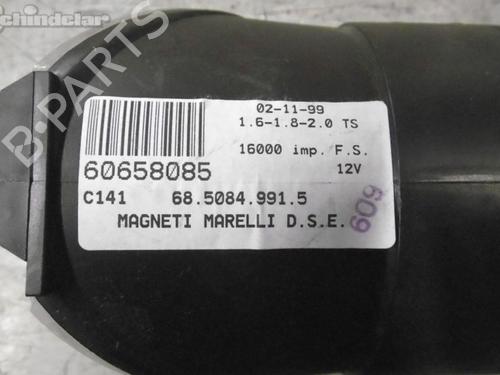 schindelar
B-PARTS
02-11-99
1.6-1.8-2.0 TS
16000 imp. F.S.
12V
60658085
C141 68.5084.991.5
MAGNETI MARELLI D.S.E.
609